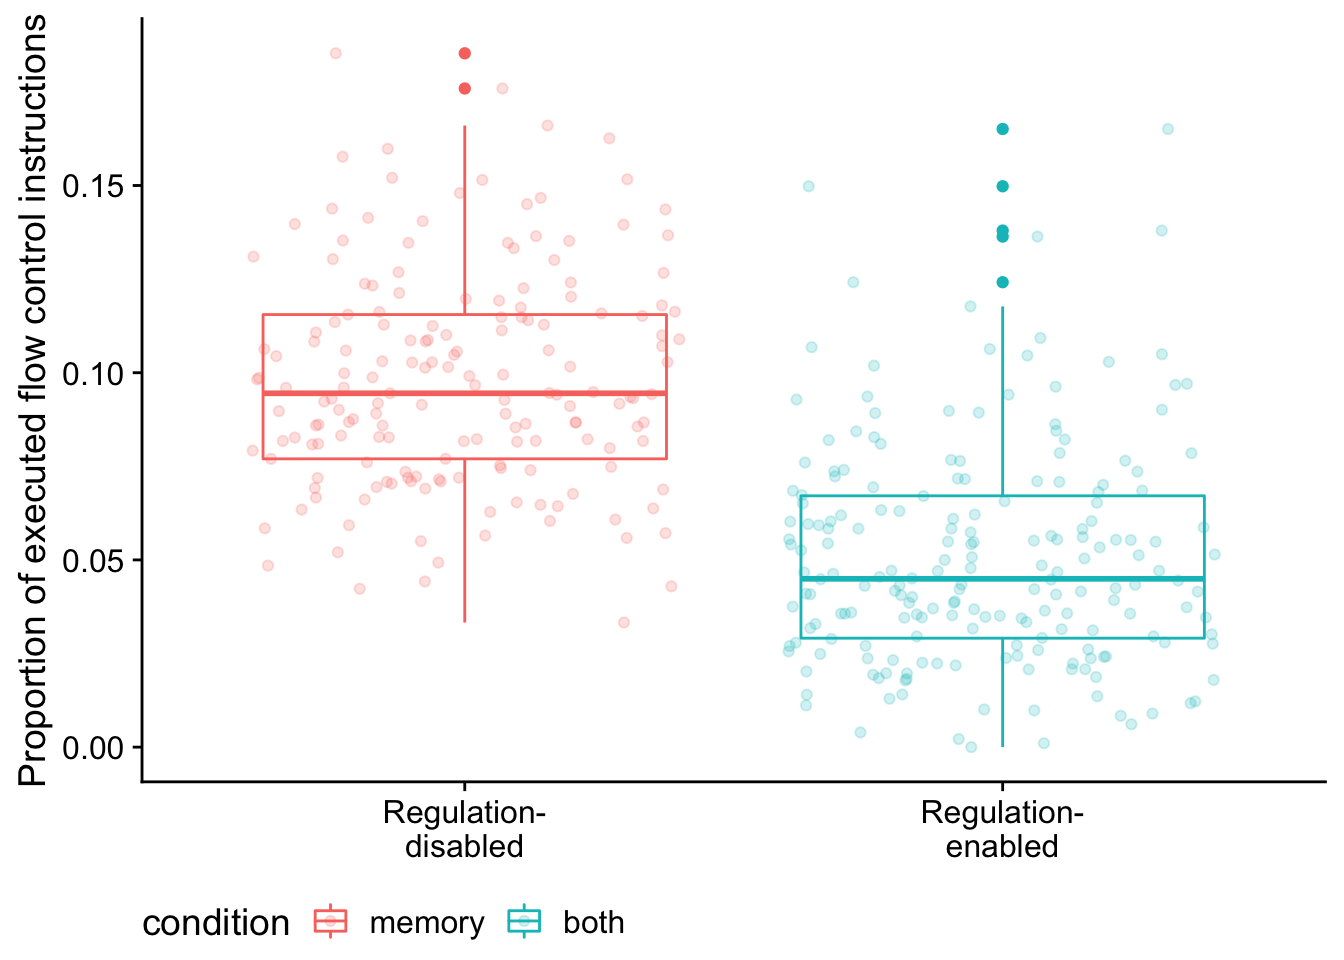 Proportion of executed flow control instructions
0.15
0.10
0.05
0.00
Regulation-
disabled
Regulation-
enabled
condition
memory
both